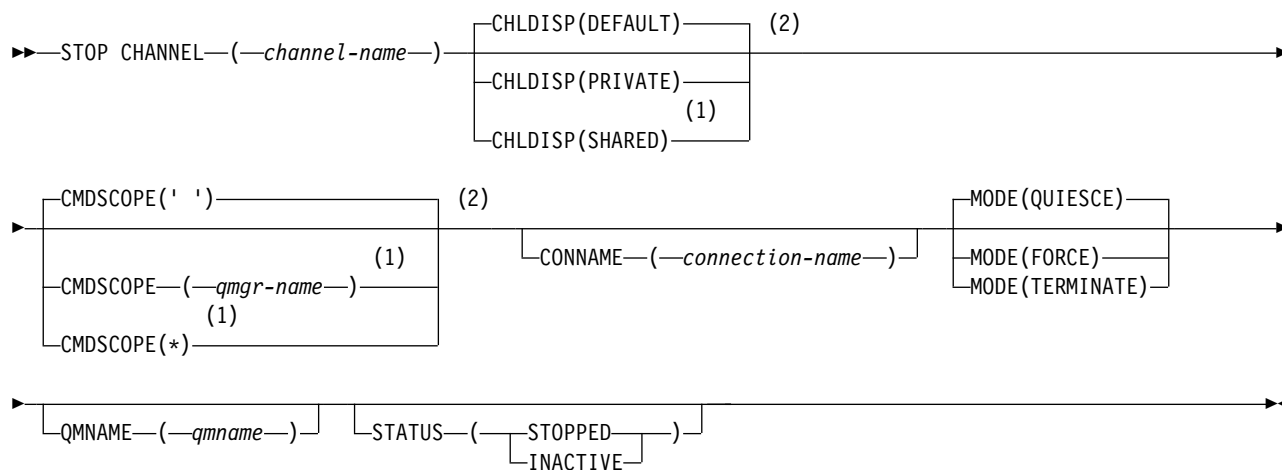 CHLDISP(DEFAULT) (2)
STOP CHANNEL ( channel-name )
CHLDISP(PRIVATE)
(1)
CHLDISP(SHARED)
CMDSCOPE(' ') (2) MODE(QUIESCE)
(1) CONNAME ( connection-name ) MODE(FORCE)
CMDSCOPE ( qmgr-name ) MODE(TERMINATE)
(1)
CMDSCOPE(*)
QMNAME ( qmname ) STATUS ( STOPPED )
INACTIVE